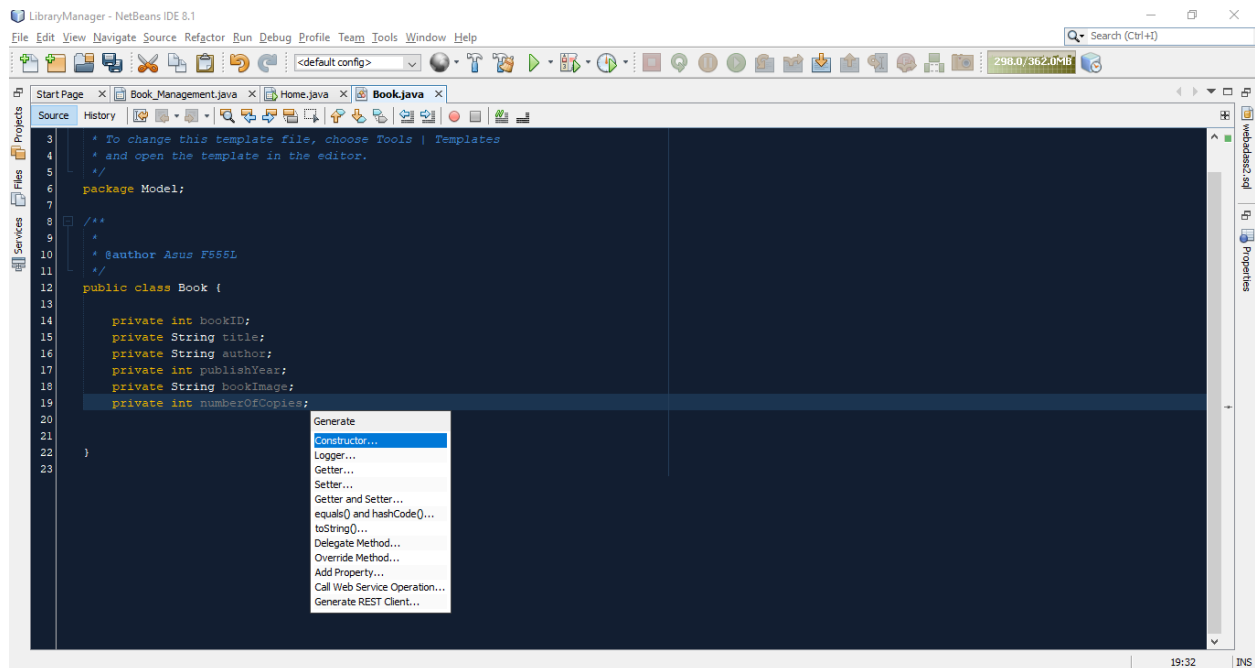 LibraryManager - NetBeans IDE 8.1
File Edit View Navigate Source Refactor Run Debug Profile Team Tools Window Help
Search (Ctrl+I)
<default config>
298.0/362.0MB
Start Page
Book_Management.java
Home.java
Book.java
Source
History
Projects
Files
Services
webadass2.sql
Properties
3 * To change this template file, choose Tools | Templates
4 * and open the template in the editor.
5 */
6 package Model;
7
8 /**
9 *
10 * @author Asus F555L
11 */
12 public class Book {
13
14 private int bookID;
15 private String title;
16 private String author;
17 private int publishYear;
18 private String bookImage;
19 private int numberOfCopies;
20
21
22 }
23
Generate
Constructor...
Logger...
Getter...
Setter...
Getter and Setter...
equals() and hashCode()...
toString()...
Delegate Method...
Override Method...
Add Property...
Call Web Service Operation...
Generate REST Client...
19:32
INS